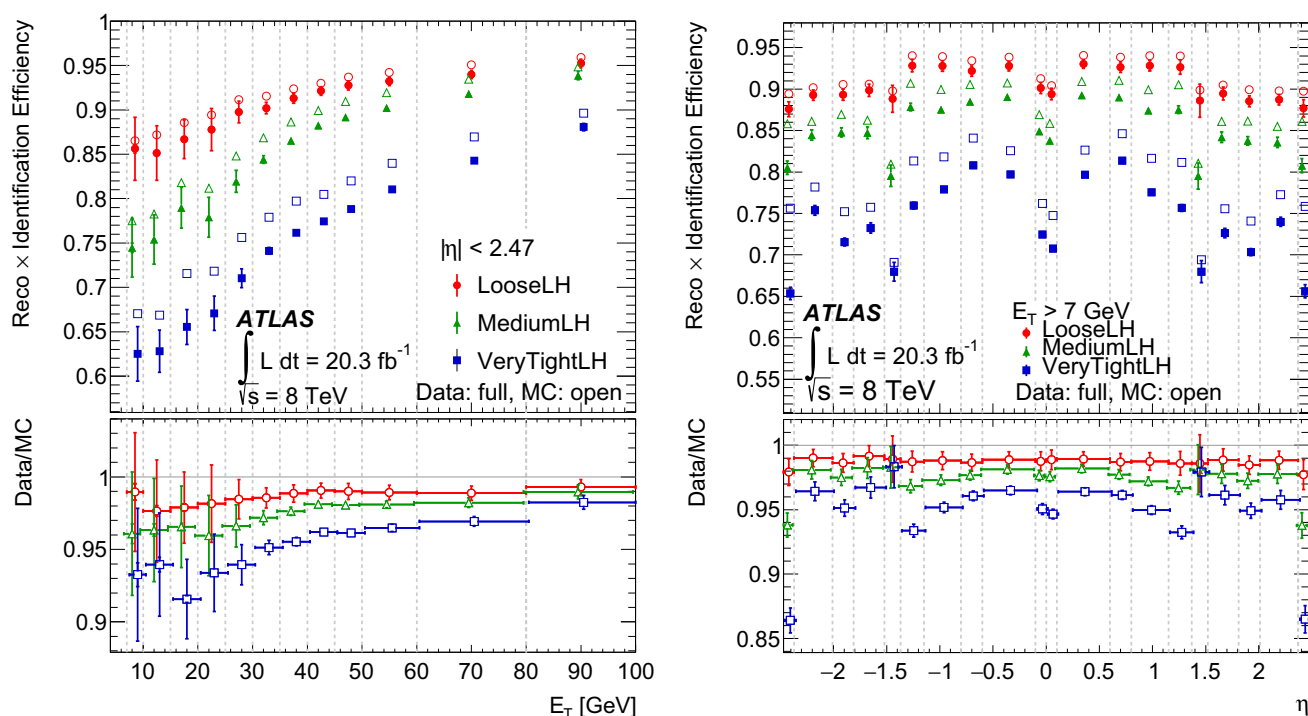 Reco × Identification Efficiency
1
0.95
0.9
0.85
0.8
0.75
0.7
0.65
0.6
|η| < 2.47
LooseLH
MediumLH
VeryTightLH
ATLAS
∫ L dt = 20.3 fb⁻¹
√s = 8 TeV
Data: full, MC: open
Data/MC
1
0.95
0.9
10 20 30 40 50 60 70 80 90 100
E_T [GeV]
Reco × Identification Efficiency
0.95
0.9
0.85
0.8
0.75
0.7
0.65
0.6
0.55
E_T > 7 GeV
LooseLH
MediumLH
VeryTightLH
ATLAS
∫ L dt = 20.3 fb⁻¹
√s = 8 TeV
Data: full, MC: open
Data/MC
1
0.95
0.9
0.85
−2 −1.5 −1 −0.5 0 0.5 1 1.5 2
η